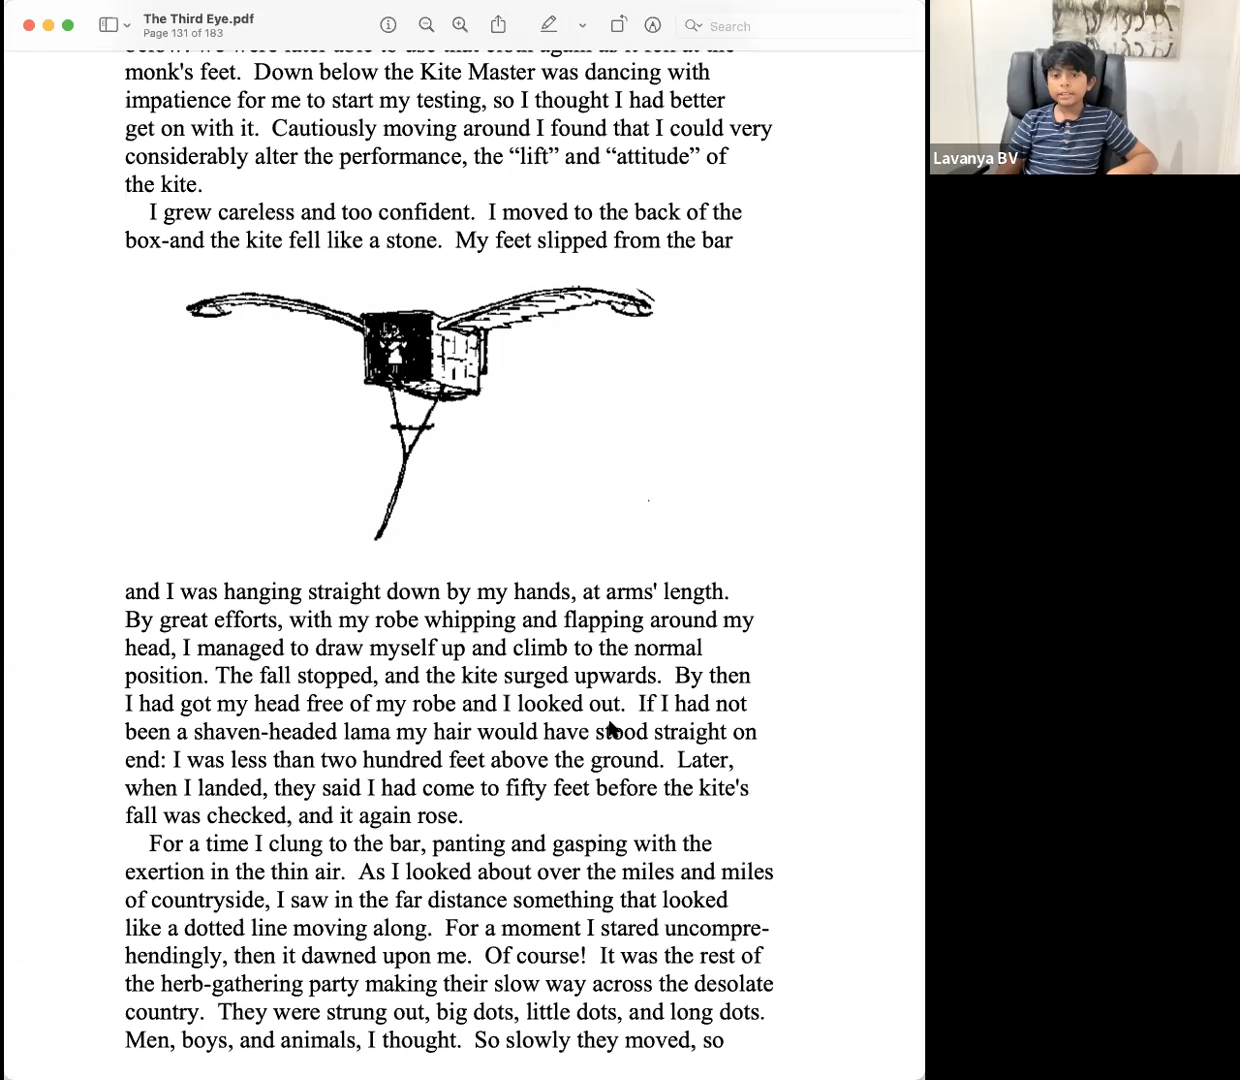 The Third Eye.pdf
Page 131 of 183
Search
Lavanya BV
monk's feet.  Down below the Kite Master was dancing with
impatience for me to start my testing, so I thought I had better
get on with it.  Cautiously moving around I found that I could very
considerably alter the performance, the “lift” and “attitude” of
the kite.
I grew careless and too confident.  I moved to the back of the
box-and the kite fell like a stone.  My feet slipped from the bar
and I was hanging straight down by my hands, at arms' length.
By great efforts, with my robe whipping and flapping around my
head, I managed to draw myself up and climb to the normal
position. The fall stopped, and the kite surged upwards.  By then
I had got my head free of my robe and I looked out.  If I had not
been a shaven-headed lama my hair would have stood straight on
end: I was less than two hundred feet above the ground.  Later,
when I landed, they said I had come to fifty feet before the kite's
fall was checked, and it again rose.
For a time I clung to the bar, panting and gasping with the
exertion in the thin air.  As I looked about over the miles and miles
of countryside, I saw in the far distance something that looked
like a dotted line moving along.  For a moment I stared uncompre-
hendingly, then it dawned upon me.  Of course!  It was the rest of
the herb-gathering party making their slow way across the desolate
country.  They were strung out, big dots, little dots, and long dots.
Men, boys, and animals, I thought.  So slowly they moved, so